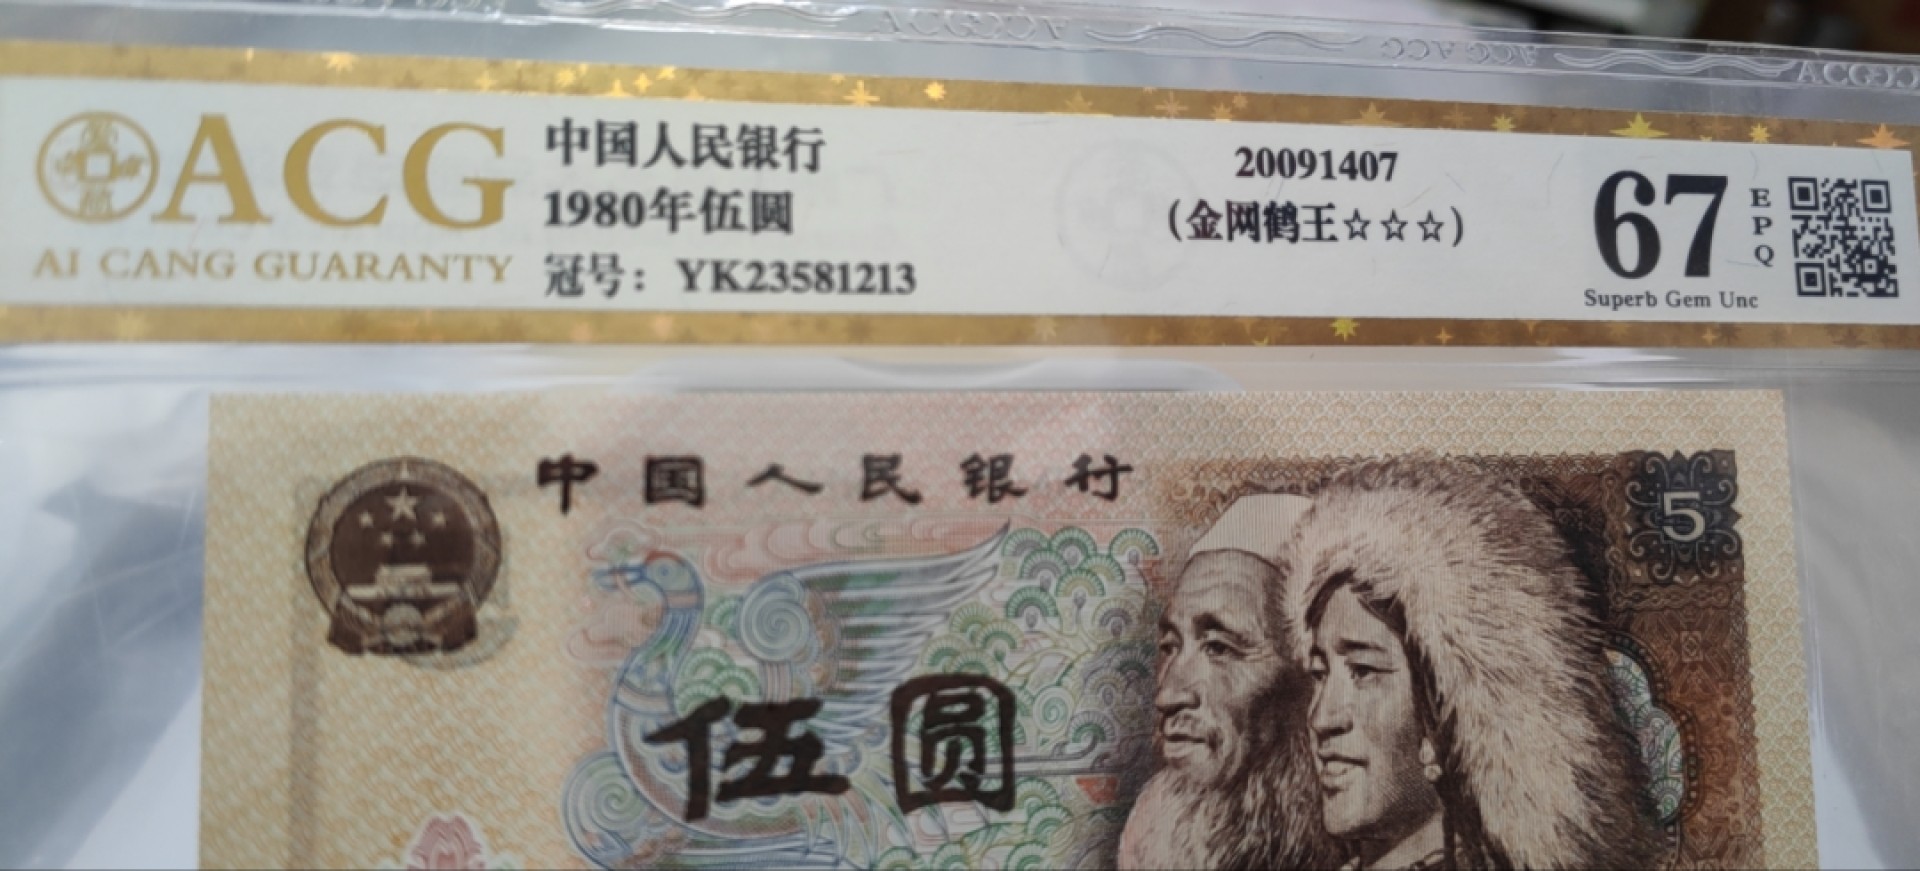 ACG
AI CANG GUARANTY
中国人民银行
1980年伍圆
冠号：YK23581213
20091407
(金网鹤王☆☆☆)
67
EPQ
Superb Gem Unc
中国人民银行
5
伍圆